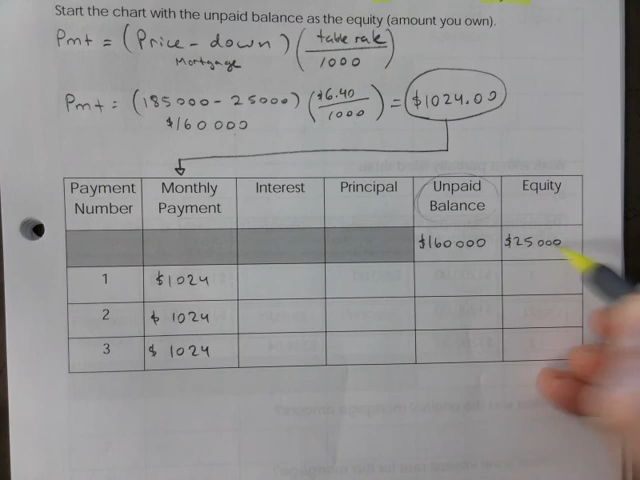 Start the chart with the unpaid balance as the equity (amount you own).
Pmt = (Price - down) (table rate / 1000)
Mortgage
Pmt = (185000 - 25000) ($6.40 / 1000) = $1024.00
$160000
Payment Number Monthly Payment Interest Principal Unpaid Balance Equity
$160000 $25000
1 $1024
2 $1024
3 $1024